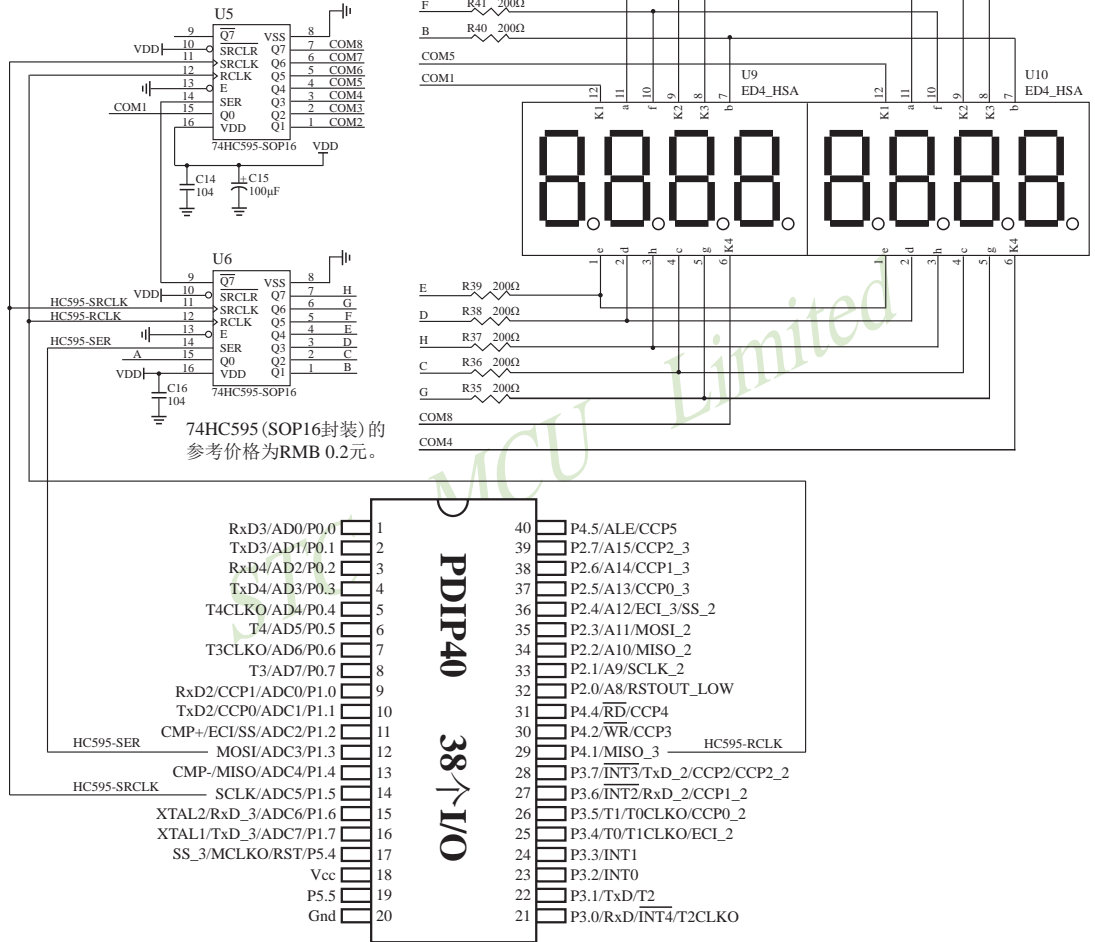 F R41 200Ω
B R40 200Ω
COM5
COM1
U5
9 Q7 VSS 8
VDD 10 SRCLR Q7 7 COM8
11 SRCLK Q6 6 COM7
12 RCLK Q5 5 COM6
13 E Q4 4 COM5
14 SER Q3 3 COM4
COM1 15 Q0 Q2 2 COM3
16 VDD Q1 1 COM2
74HC595-SOP16
VDD
C14
104
+ C15
100μF
U9
ED4_HSA
12 11 10 9 8 7
K1 a f K2 K3 b
e d h c g K4
1 2 3 4 5 6
U10
ED4_HSA
12 11 10 9 8 7
K1 a f K2 K3 b
e d h c g K4
1 2 3 4 5 6
U6
9 Q7 VSS 8
VDD 10 SRCLR Q7 7 H
HC595-SRCLK 11 SRCLK Q6 6 G
HC595-RCLK 12 RCLK Q5 5 F
13 E Q4 4 E
HC595-SER 14 SER Q3 3 D
A 15 Q0 Q2 2 C
VDD 16 VDD Q1 1 B
74HC595-SOP16
C16
104
E R39 200Ω
D R38 200Ω
H R37 200Ω
C R36 200Ω
G R35 200Ω
COM8
COM4
74HC595（SOP16封装）的
参考价格为RMB 0.2元。
STC MCU Limited
PDIP40 38个I/O
RxD3/AD0/P0.0 1
TxD3/AD1/P0.1 2
RxD4/AD2/P0.2 3
TxD4/AD3/P0.3 4
T4CLKO/AD4/P0.4 5
T4/AD5/P0.5 6
T3CLKO/AD6/P0.6 7
T3/AD7/P0.7 8
RxD2/CCP1/ADC0/P1.0 9
TxD2/CCP0/ADC1/P1.1 10
CMP+/ECI/SS/ADC2/P1.2 11
HC595-SER MOSI/ADC3/P1.3 12
CMP-/MISO/ADC4/P1.4 13
HC595-SRCLK SCLK/ADC5/P1.5 14
XTAL2/RxD_3/ADC6/P1.6 15
XTAL1/TxD_3/ADC7/P1.7 16
SS_3/MCLKO/RST/P5.4 17
Vcc 18
P5.5 19
Gnd 20
40 P4.5/ALE/CCP5
39 P2.7/A15/CCP2_3
38 P2.6/A14/CCP1_3
37 P2.5/A13/CCP0_3
36 P2.4/A12/ECI_3/SS_2
35 P2.3/A11/MOSI_2
34 P2.2/A10/MISO_2
33 P2.1/A9/SCLK_2
32 P2.0/A8/RSTOUT_LOW
31 P4.4/RD/CCP4
30 P4.2/WR/CCP3
29 P4.1/MISO_3 HC595-RCLK
28 P3.7/INT3/TxD_2/CCP2/CCP2_2
27 P3.6/INT2/RxD_2/CCP1_2
26 P3.5/T1/T0CLKO/CCP0_2
25 P3.4/T0/T1CLKO/ECI_2
24 P3.3/INT1
23 P3.2/INT0
22 P3.1/TxD/T2
21 P3.0/RxD/INT4/T2CLKO